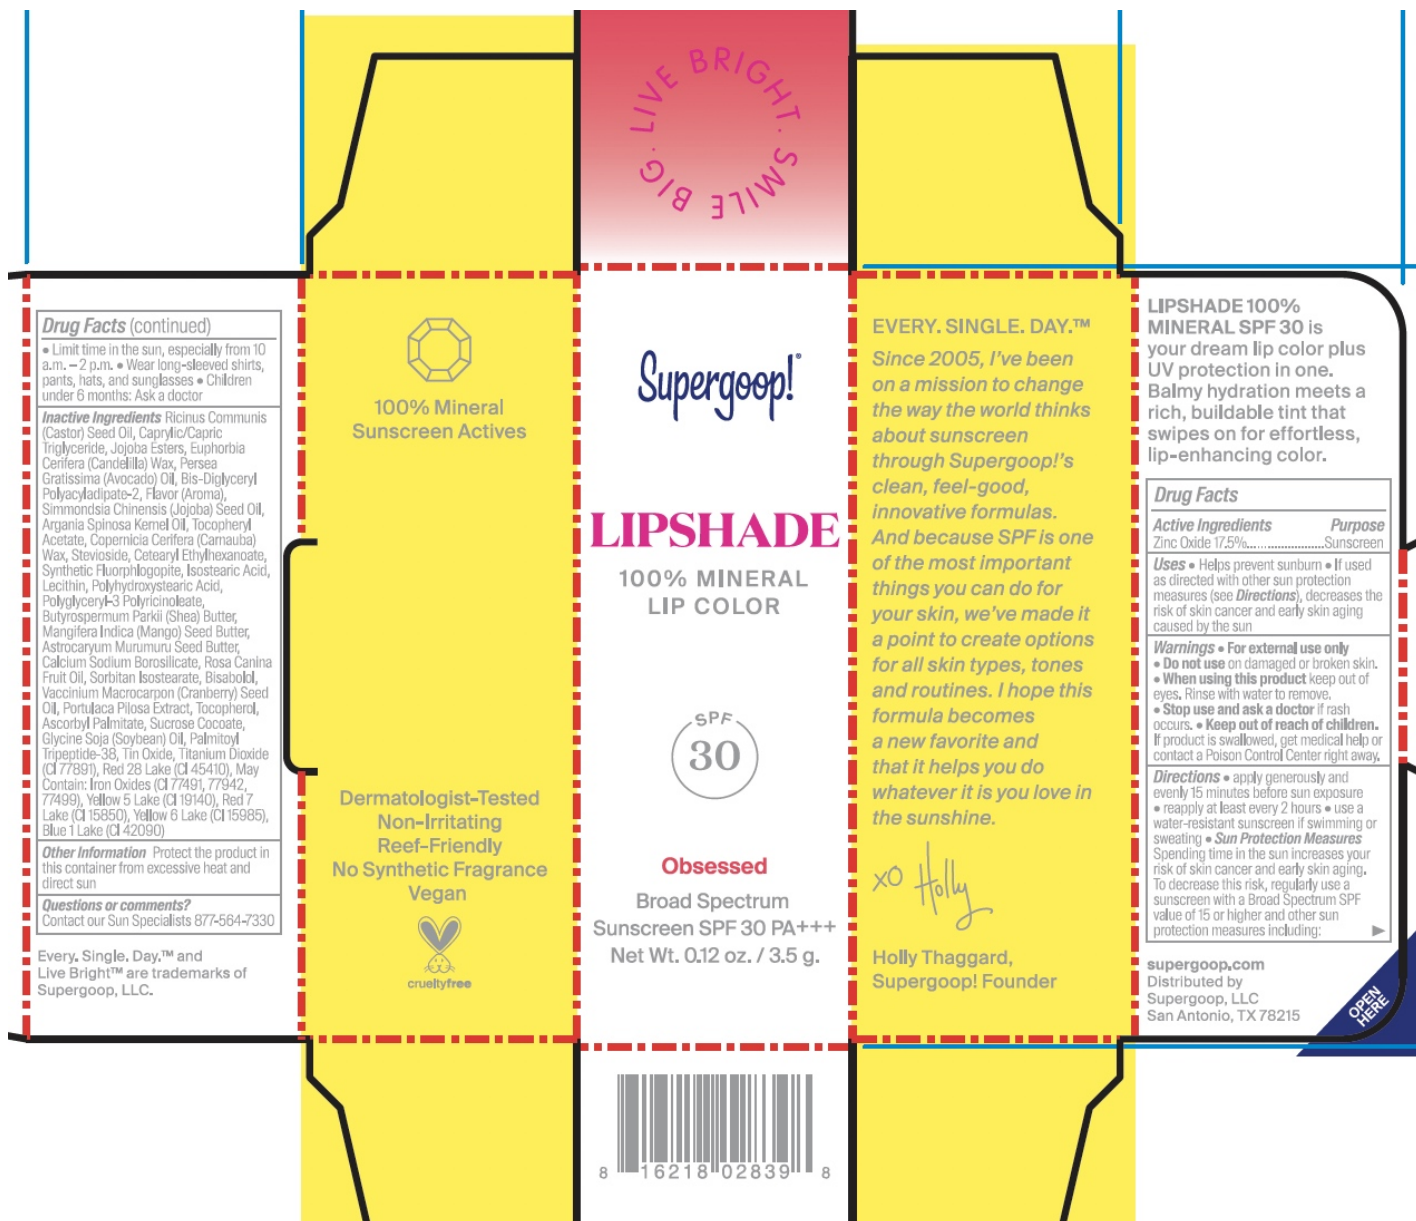 LIVE BRIGHT. SMILE BIG.
Drug Facts (continued)
• Limit time in the sun, especially from 10
a.m. – 2 p.m. • Wear long-sleeved shirts,
pants, hats, and sunglasses • Children
under 6 months: Ask a doctor
Inactive Ingredients Ricinus Communis
(Castor) Seed Oil, Caprylic/Capric
Triglyceride, Jojoba Esters, Euphorbia
Cerifera (Candelilla) Wax, Persea
Gratissima (Avocado) Oil, Bis-Diglyceryl
Polyacyladipate-2, Flavor (Aroma),
Simmondsia Chinensis (Jojoba) Seed Oil,
Argania Spinosa Kernel Oil, Tocopheryl
Acetate, Copernicia Cerifera (Carnauba)
Wax, Stevioside, Cetearyl Ethylhexanoate,
Synthetic Fluorphlogopite, Isostearic Acid,
Lecithin, Polyhydroxystearic Acid,
Polyglyceryl-3 Polyricinoleate,
Butyrospermum Parkii (Shea) Butter,
Mangifera Indica (Mango) Seed Butter,
Astrocaryum Murumuru Seed Butter,
Calcium Sodium Borosilicate, Rosa Canina
Fruit Oil, Sorbitan Isostearate, Bisabolol,
Vaccinium Macrocarpon (Cranberry) Seed
Oil, Portulaca Pilosa Extract, Tocopherol,
Ascorbyl Palmitate, Sucrose Cocoate,
Glycine Soja (Soybean) Oil, Palmitoyl
Tripeptide-38, Tin Oxide, Titanium Dioxide
(CI 77891), Red 28 Lake (CI 45410), May
Contain: Iron Oxides (CI 77491, 77942,
77499), Yellow 5 Lake (CI 19140), Red 7
Lake (CI 15850), Yellow 6 Lake (CI 15985),
Blue 1 Lake (CI 42090)
Other Information Protect the product in
this container from excessive heat and
direct sun
Questions or comments?
Contact our Sun Specialists 877-564-7330
Every. Single. Day.™ and
Live Bright™ are trademarks of
Supergoop, LLC.
100% Mineral
Sunscreen Actives
Dermatologist-Tested
Non-Irritating
Reef-Friendly
No Synthetic Fragrance
Vegan
crueltyfree
Supergoop!®
LIPSHADE
100% MINERAL
LIP COLOR
SPF
30
Obsessed
Broad Spectrum
Sunscreen SPF 30 PA+++
Net Wt. 0.12 oz. / 3.5 g.
8 16218 02839 8
EVERY. SINGLE. DAY.™
Since 2005, I've been
on a mission to change
the way the world thinks
about sunscreen
through Supergoop!'s
clean, feel-good,
innovative formulas.
And because SPF is one
of the most important
things you can do for
your skin, we've made it
a point to create options
for all skin types, tones
and routines. I hope this
formula becomes
a new favorite and
that it helps you do
whatever it is you love in
the sunshine.
xo Holly
Holly Thaggard,
Supergoop! Founder
LIPSHADE 100%
MINERAL SPF 30 is
your dream lip color plus
UV protection in one.
Balmy hydration meets a
rich, buildable tint that
swipes on for effortless,
lip-enhancing color.
Drug Facts
Active Ingredients Purpose
Zinc Oxide 17.5%........................Sunscreen
Uses • Helps prevent sunburn • If used
as directed with other sun protection
measures (see Directions), decreases the
risk of skin cancer and early skin aging
caused by the sun
Warnings • For external use only
• Do not use on damaged or broken skin.
• When using this product keep out of
eyes. Rinse with water to remove.
• Stop use and ask a doctor if rash
occurs. • Keep out of reach of children.
If product is swallowed, get medical help or
contact a Poison Control Center right away.
Directions • apply generously and
evenly 15 minutes before sun exposure
• reapply at least every 2 hours • use a
water-resistant sunscreen if swimming or
sweating • Sun Protection Measures
Spending time in the sun increases your
risk of skin cancer and early skin aging.
To decrease this risk, regularly use a
sunscreen with a Broad Spectrum SPF
value of 15 or higher and other sun
protection measures including:
supergoop.com
Distributed by
Supergoop, LLC
San Antonio, TX 78215
OPEN
HERE